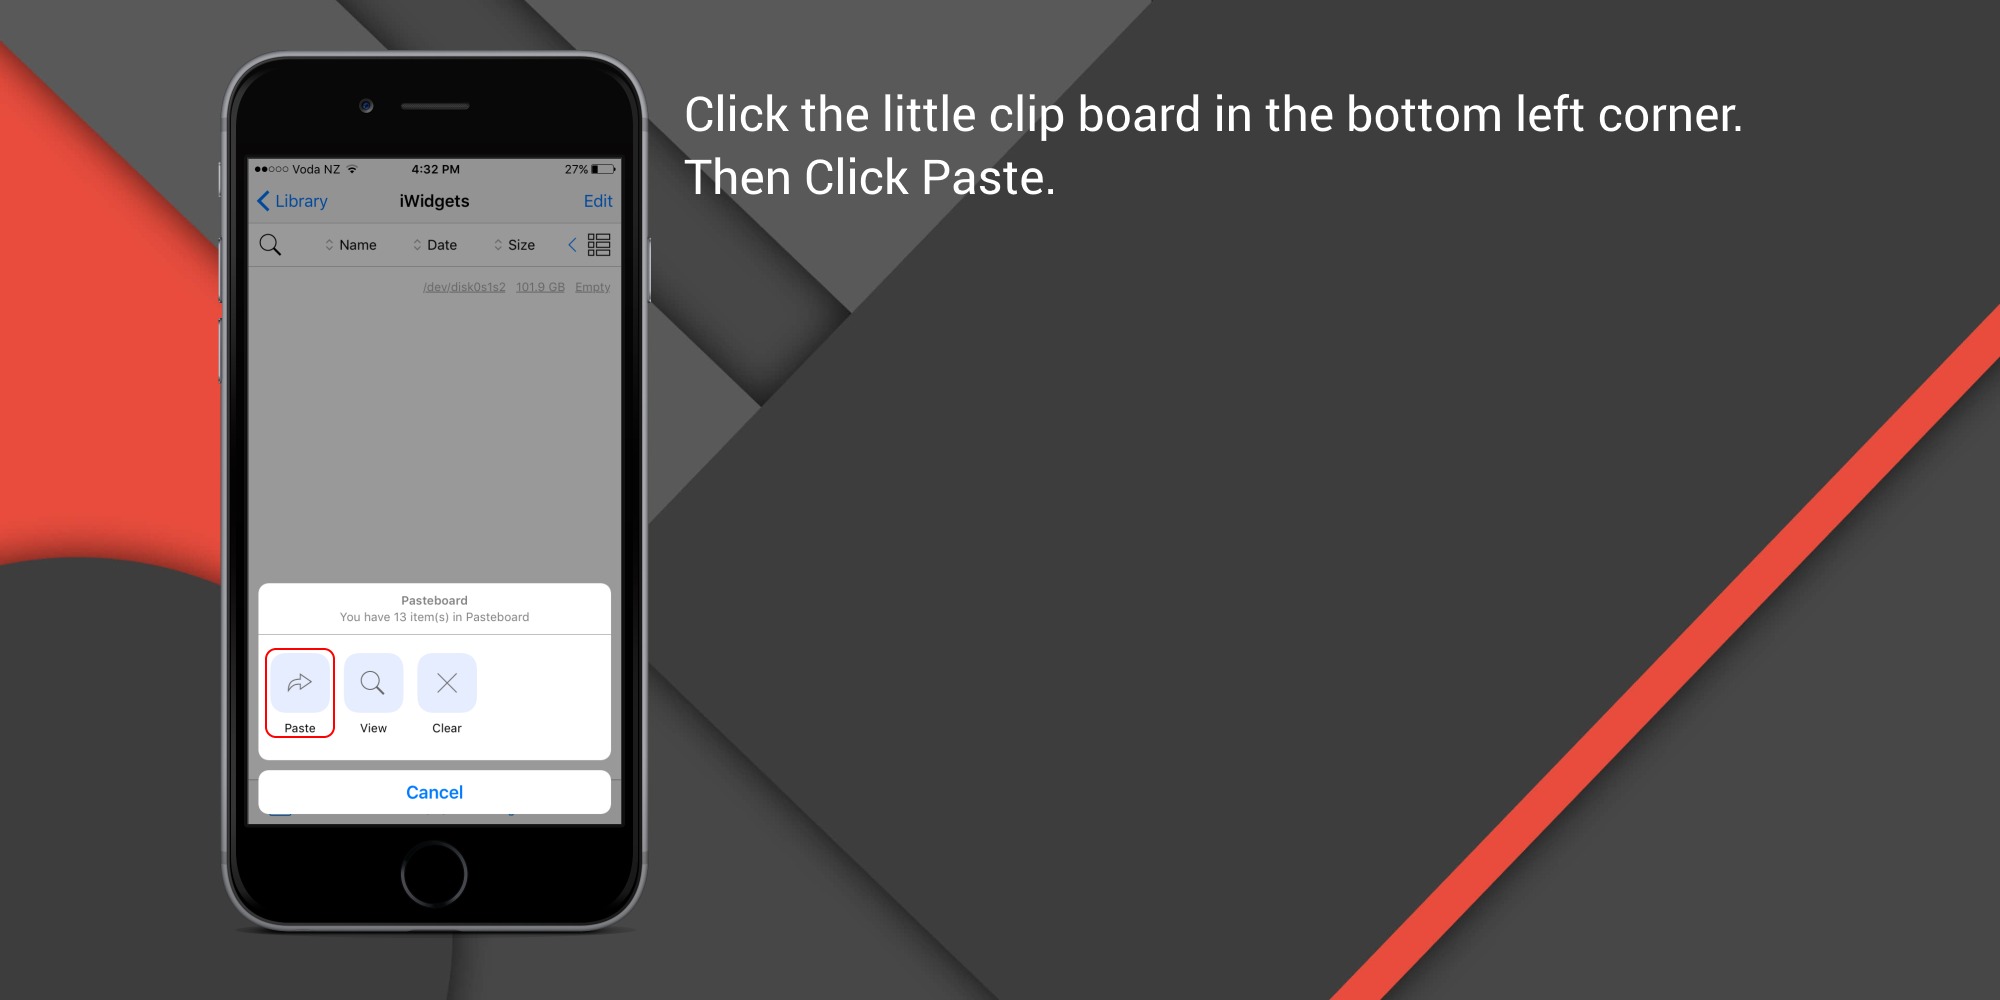 Click the little clip board in the bottom left corner.
Then Click Paste.
Voda NZ 4:32 PM 27%
Library iWidgets Edit
Name Date Size
/dev/disk0s1s2 101.9 GB Empty
Pasteboard
You have 13 item(s) in Pasteboard
Paste View Clear
Cancel